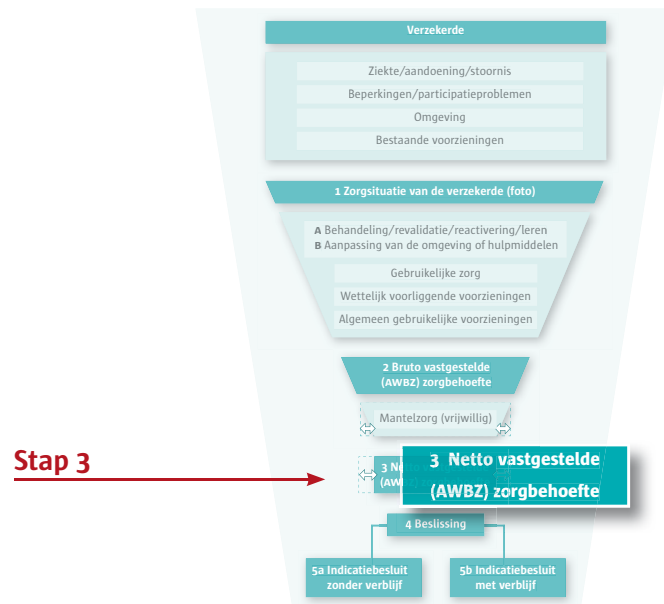 Verzekerde
Ziekte/aandoening/stoornis
Beperkingen/participatieproblemen
Omgeving
Bestaande voorzieningen
1 Zorgsituatie van de verzekerde (foto)
A Behandeling/revalidatie/reactivering/leren
B Aanpassing van de omgeving of hulpmiddelen
Gebruikelijke zorg
Wettelijk voorliggende voorzieningen
Algemeen gebruikelijke voorzieningen
2 Bruto vastgestelde
(AWBZ) zorgbehoefte
Mantelzorg (vrijwillig)
Stap 3
3 Netto vastgestelde
(AWBZ) zorgbehoefte
4 Beslissing
5a Indicatiebesluit
zonder verblijf
5b Indicatiebesluit
met verblijf